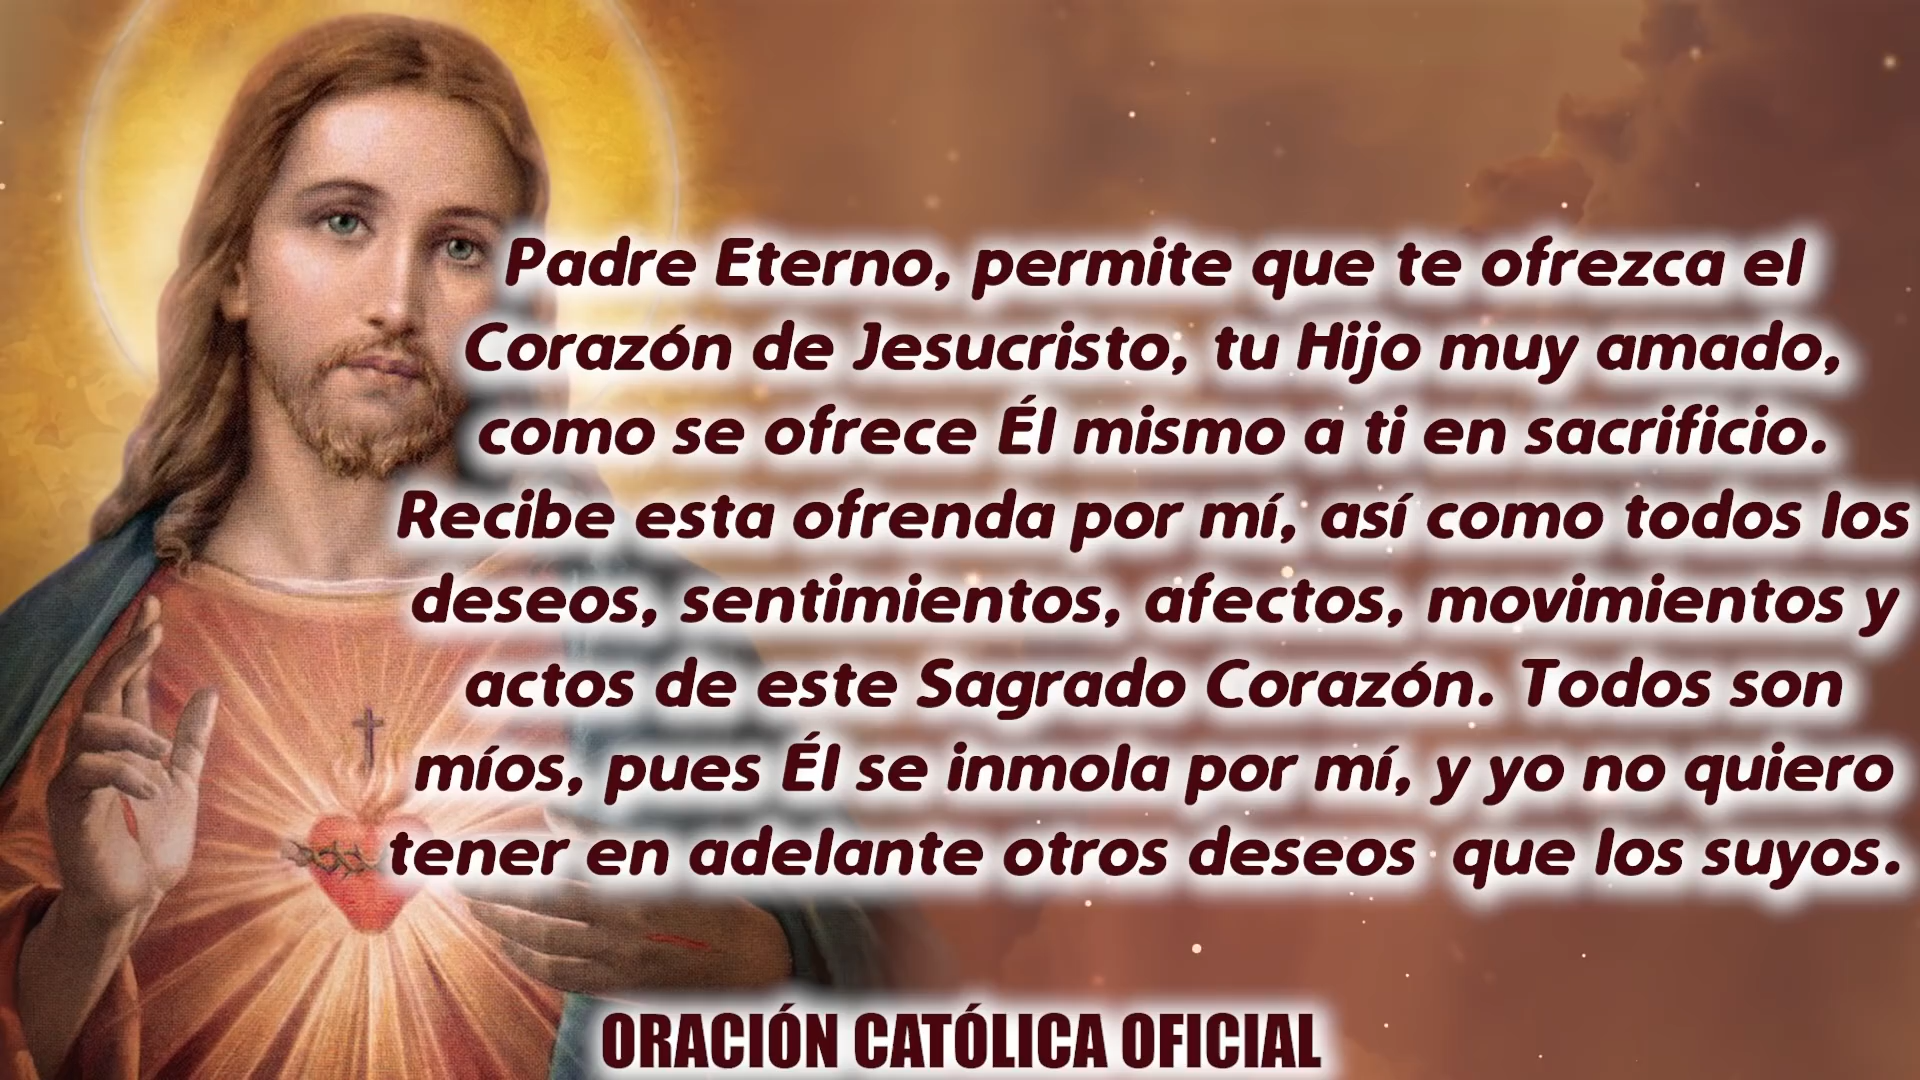 Padre Eterno, permite que te ofrezca el
Corazón de Jesucristo, tu Hijo muy amado,
como se ofrece Él mismo a ti en sacrificio.
Recibe esta ofrenda por mí, así como todos los
deseos, sentimientos, afectos, movimientos y
actos de este Sagrado Corazón. Todos son
míos, pues Él se inmola por mí, y yo no quiero
tener en adelante otros deseos  que los suyos.
ORACIÓN CATÓLICA OFICIAL